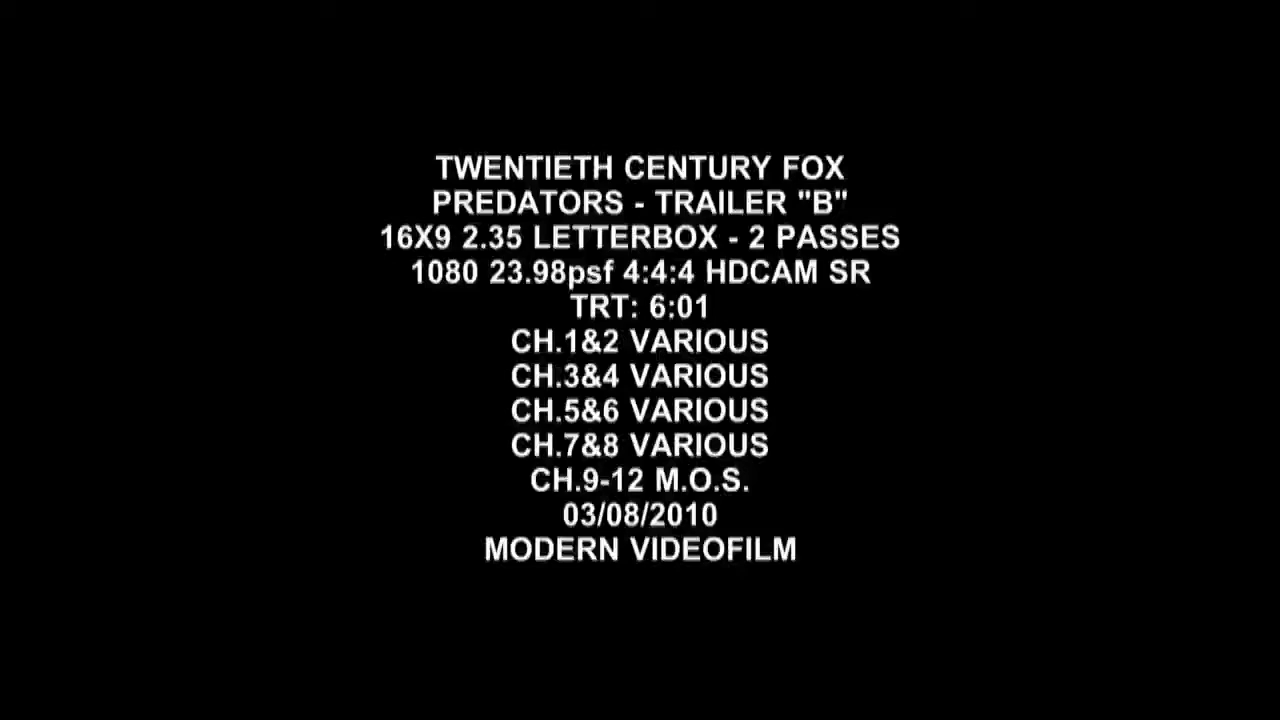 TWENTIETH CENTURY FOX
PREDATORS - TRAILER "B"
16X9 2.35 LETTERBOX - 2 PASSES
1080 23.98psf 4:4:4 HDCAM SR
TRT: 6:01
CH.1&2 VARIOUS
CH.3&4 VARIOUS
CH.5&6 VARIOUS
CH.7&8 VARIOUS
CH.9-12 M.O.S.
03/08/2010
MODERN VIDEOFILM